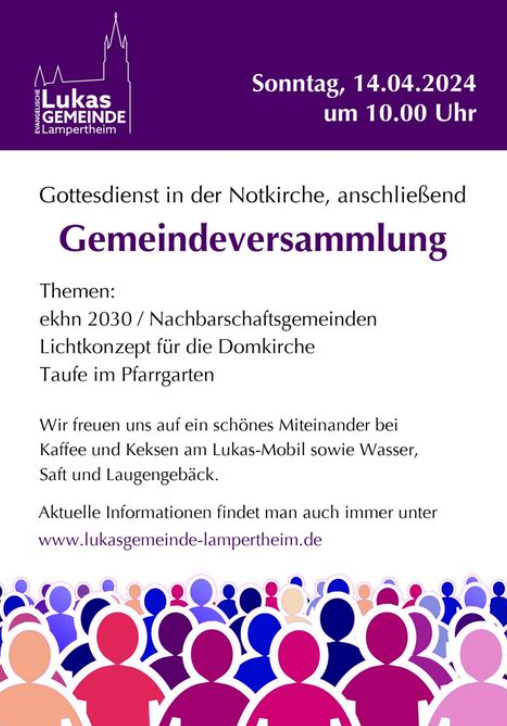 EVANGELISCHE
Lukas
GEMEINDE
Lampertheim
Sonntag, 14.04.2024
um 10.00 Uhr
Gottesdienst in der Notkirche, anschließend
Gemeindeversammlung
Themen:
ekhn 2030 / Nachbarschaftsgemeinden
Lichtkonzept für die Domkirche
Taufe im Pfarrgarten
Wir freuen uns auf ein schönes Miteinander bei
Kaffee und Keksen am Lukas-Mobil sowie Wasser,
Saft und Laugengebäck.
Aktuelle Informationen findet man auch immer unter
www.lukasgemeinde-lampertheim.de